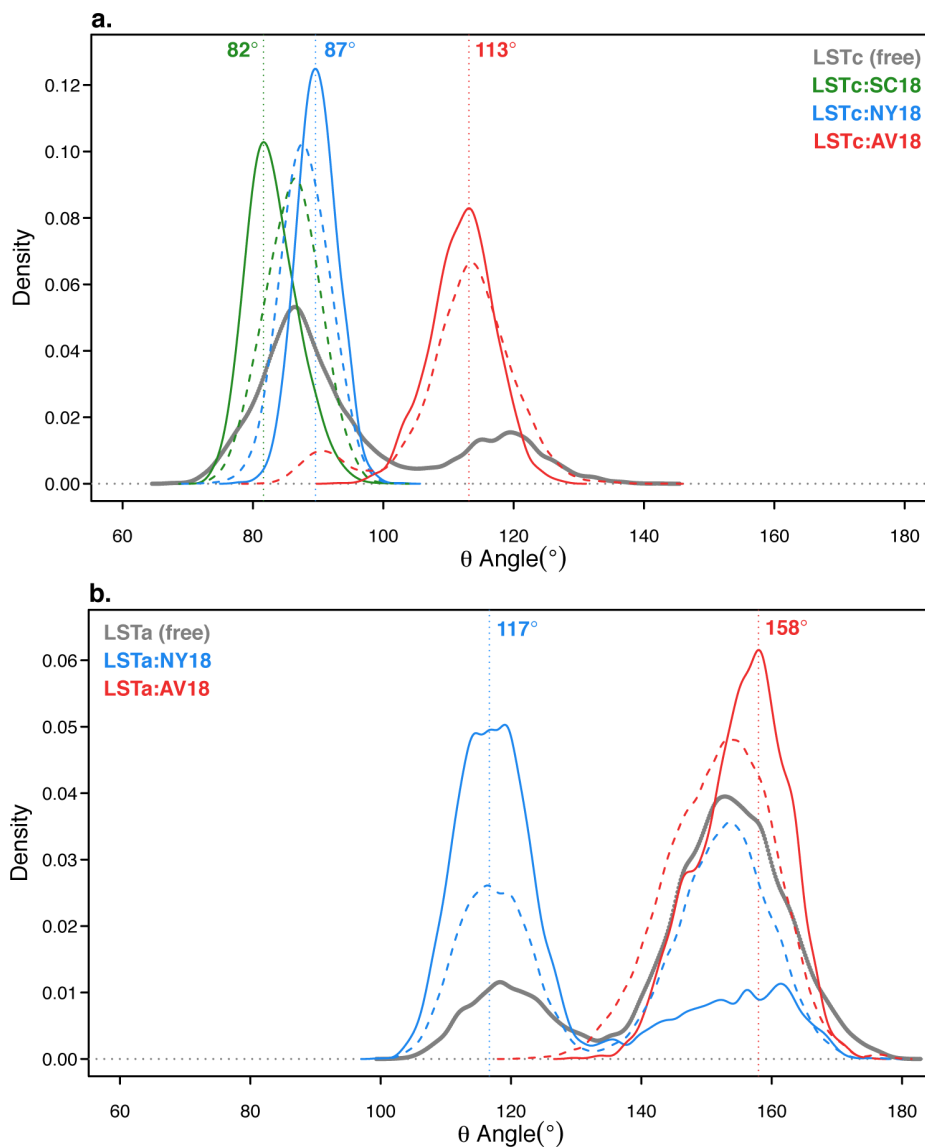 a.
82° 87° 113° LSTc (free)
LSTc:SC18
LSTc:NY18
LSTc:AV18
0.12
0.10
0.08
0.06
0.04
0.02
0.00
Density
60 80 100 120 140 160 180
θ Angle(°)
b.
LSTa (free) 117° 158°
LSTa:NY18
LSTa:AV18
0.06
0.05
0.04
0.03
0.02
0.01
0.00
Density
60 80 100 120 140 160 180
θ Angle(°)